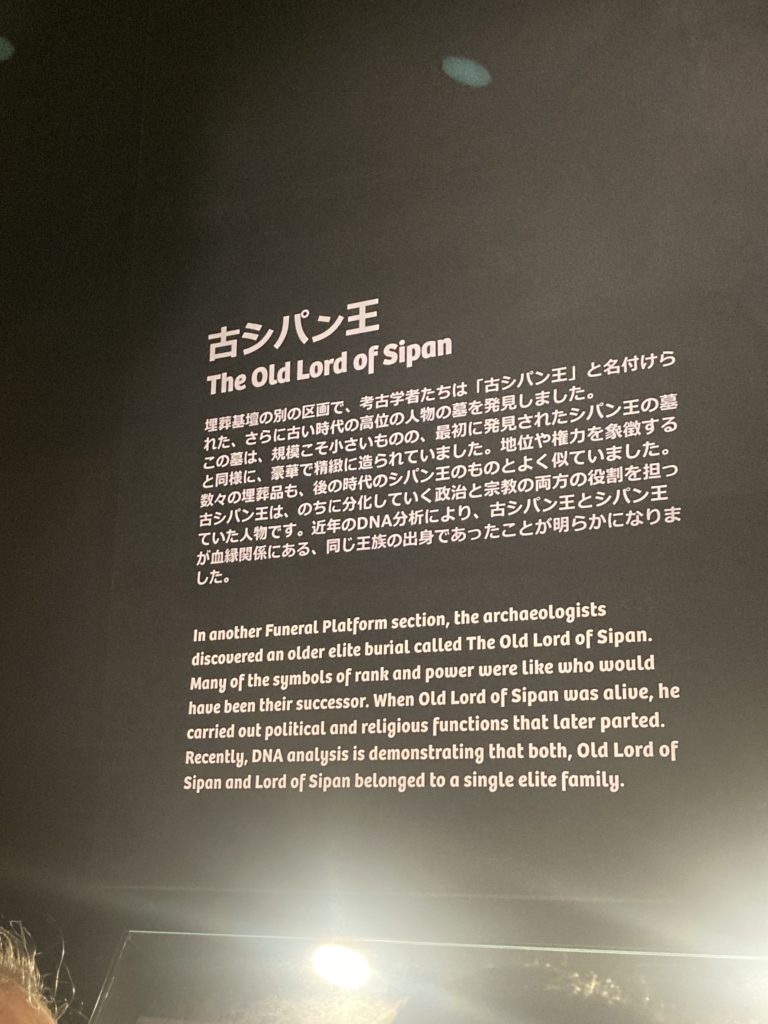 古シパン王
The Old Lord of Sipan
埋葬基壇の別の区画で、考古学者たちは「古シパン王」と名付けら
れた、さらに古い時代の高位の人物の墓を発見しました。
この墓は、規模こそ小さいものの、最初に発見されたシパン王の墓
と同様に、豪華で精緻に造られていました。地位や権力を象徴する
数々の埋葬品も、後の時代のシパン王のものとよく似ていました。
古シパン王は、のちに分化していく政治と宗教の両方の役割を担っ
ていた人物です。近年のDNA分析により、古シパン王とシパン王
が血縁関係にある、同じ王族の出身であったことが明らかになりま
した。
In another Funeral Platform section, the archaeologists
discovered an older elite burial called The Old Lord of Sipan.
Many of the symbols of rank and power were like who would
have been their successor. When Old Lord of Sipan was alive, he
carried out political and religious functions that later parted.
Recently, DNA analysis is demonstrating that both, Old Lord of
Sipan and Lord of Sipan belonged to a single elite family.